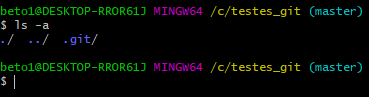 beto1@DESKTOP-RROR61J MINGW64 /c/testes_git (master)
$ ls -a
./ ../ .git/

beto1@DESKTOP-RROR61J MINGW64 /c/testes_git (master)
$